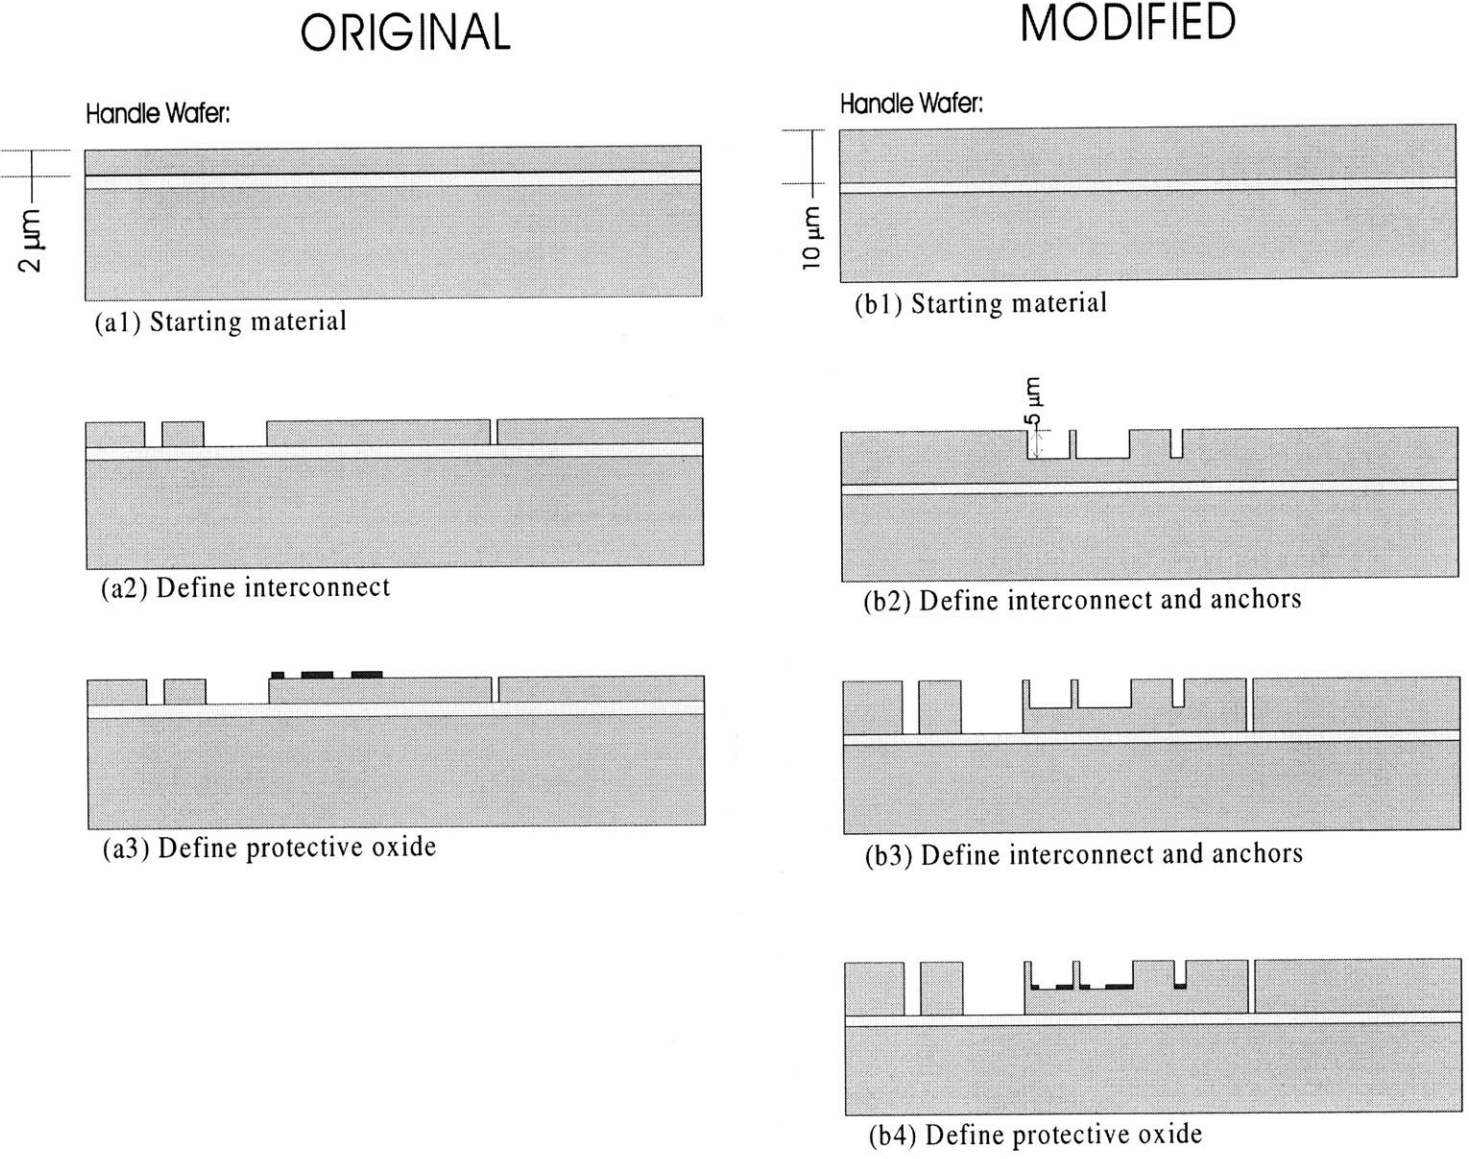 ORIGINAL
Handle Wafer:
2 µm
(a1) Starting material
(a2) Define interconnect
(a3) Define protective oxide
MODIFIED
Handle Wafer:
10 µm
(b1) Starting material
5 µm
(b2) Define interconnect and anchors
(b3) Define interconnect and anchors
(b4) Define protective oxide